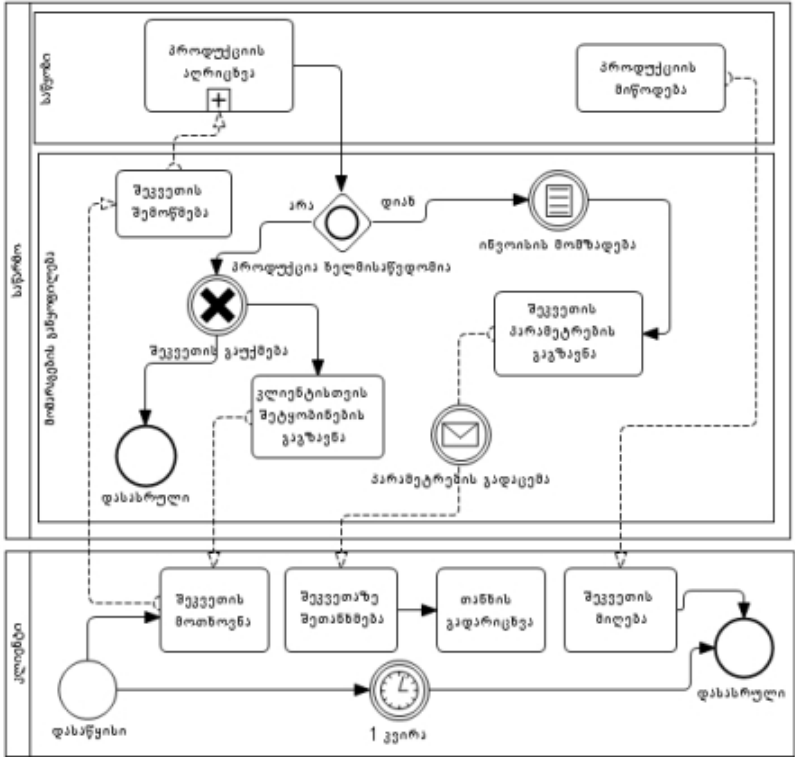 საწარმო
საწყობი
პროდუქციის
აღრიცხვა
პროდუქციის
მიწოდება
მომარაგების განყოფილება
შეკვეთის
შემოწმება
არა
დიახ
პროდუქცია ხელმისაწვდომია
ინვოისის მომზადება
შეკვეთის გაუქმება
შეკვეთის
პარამეტრების
გაგზავნა
კლიენტისთვის
შეტყობინების
გაგზავნა
პარამეტრების გადაცემა
დასასრული
კლიენტი
შეკვეთის
მოთხოვნა
შეკვეთაზე
შეთანხმება
თანხის
გადარიცხვა
შეკვეთის
მიღება
დასაწყისი
1 კვირა
დასასრული